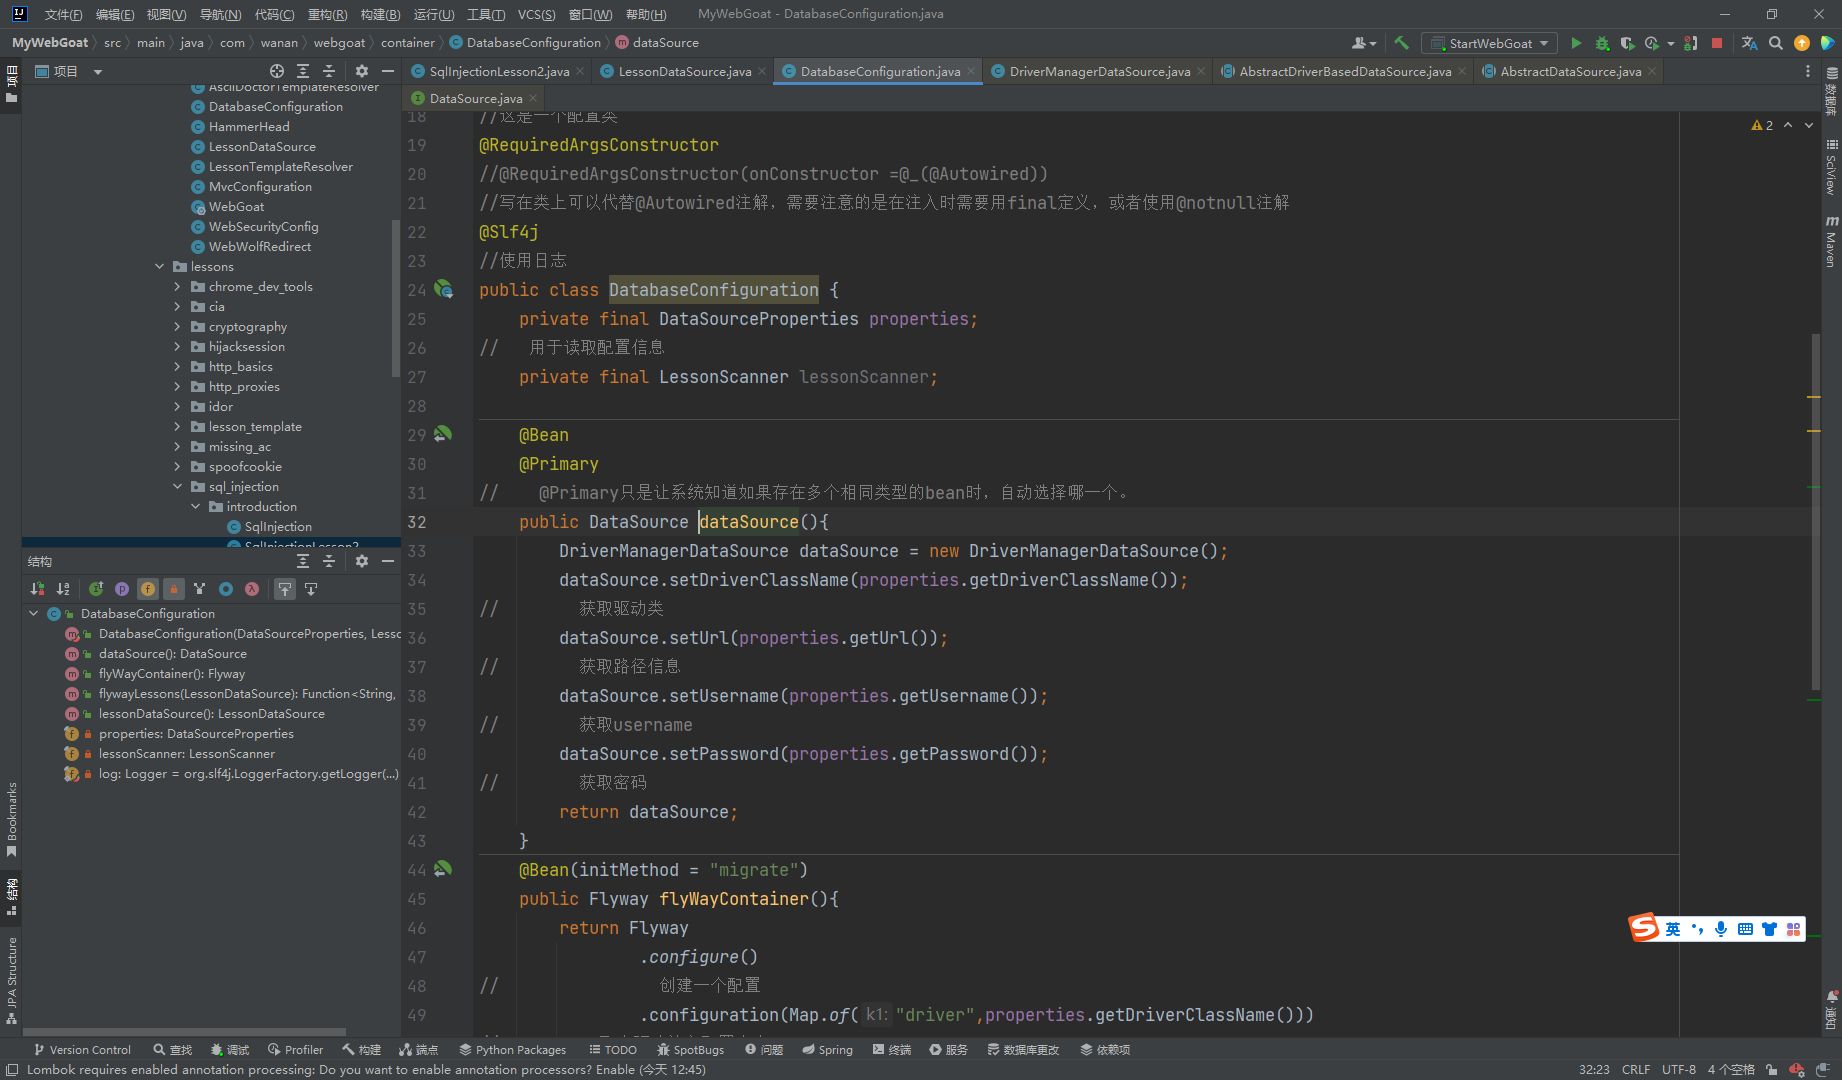 文件(F) 编辑(E) 视图(V) 导航(N) 代码(C) 重构(R) 构建(B) 运行(U) 工具(T) VCS(S) 窗口(W) 帮助(H) MyWebGoat - DatabaseConfiguration.java
MyWebGoat src main java com wanan webgoat container DatabaseConfiguration dataSource StartWebGoat
项目
SqlInjectionLesson2.java LessonDataSource.java DatabaseConfiguration.java DriverManagerDataSource.java AbstractDriverBasedDataSource.java AbstractDataSource.java
DataSource.java
AsciiDoctorTemplateResolver
DatabaseConfiguration
HammerHead
LessonDataSource
LessonTemplateResolver
MvcConfiguration
WebGoat
WebSecurityConfig
WebWolfRedirect
lessons
chrome_dev_tools
cia
cryptography
hijacksession
http_basics
http_proxies
idor
lesson_template
missing_ac
spoofcookie
sql_injection
introduction
SqlInjection
SqlInjectionLesson2
结构
DatabaseConfiguration
DatabaseConfiguration(DataSourceProperties, Lesso
dataSource(): DataSource
flyWayContainer(): Flyway
flywayLessons(LessonDataSource): Function<String,
lessonDataSource(): LessonDataSource
properties: DataSourceProperties
lessonScanner: LessonScanner
log: Logger = org.slf4j.LoggerFactory.getLogger(...)
18 //这是一个配置类
19 @RequiredArgsConstructor
20 //@RequiredArgsConstructor(onConstructor =@_(@Autowired))
21 //写在类上可以代替@Autowired注解，需要注意的是在注入时需要用final定义，或者使用@notnull注解
22 @Slf4j
23 //使用日志
24 public class DatabaseConfiguration {
25 private final DataSourceProperties properties;
26 // 用于读取配置信息
27 private final LessonScanner lessonScanner;
28
29 @Bean
30 @Primary
31 // @Primary只是让系统知道如果存在多个相同类型的bean时，自动选择哪一个。
32 public DataSource dataSource(){
33 DriverManagerDataSource dataSource = new DriverManagerDataSource();
34 dataSource.setDriverClassName(properties.getDriverClassName());
35 // 获取驱动类
36 dataSource.setUrl(properties.getUrl());
37 // 获取路径信息
38 dataSource.setUsername(properties.getUsername());
39 // 获取username
40 dataSource.setPassword(properties.getPassword());
41 // 获取密码
42 return dataSource;
43 }
44 @Bean(initMethod = "migrate")
45 public Flyway flyWayContainer(){
46 return Flyway
47 .configure()
48 // 创建一个配置
49 .configuration(Map.of( k1: "driver",properties.getDriverClassName()))
2
项目
Bookmarks
结构
JPA Structure
数据库
SciView
m
Maven
通知
英
Version Control 查找 调试 Profiler 构建 端点 Python Packages TODO SpotBugs 问题 Spring 终端 服务 数据库更改 依赖项
Lombok requires enabled annotation processing: Do you want to enable annotation processors? Enable (今天 12:45) 32:23 CRLF UTF-8 4 个空格